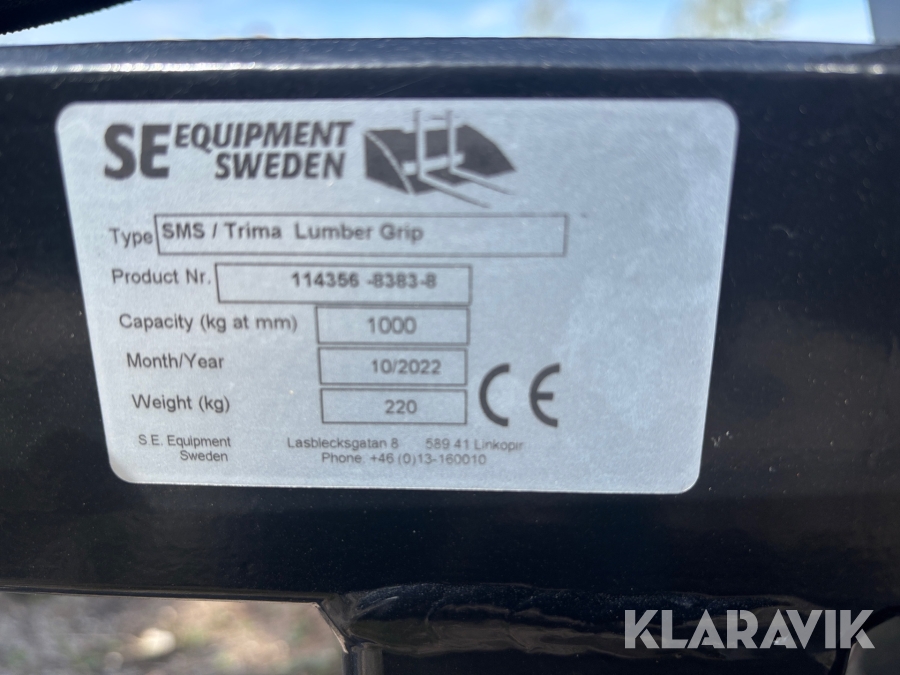 SE EQUIPMENT
SWEDEN
Type SMS / Trima Lumber Grip
Product Nr. 114356 -8383-8
Capacity (kg at mm) 1000
Month/Year 10/2022
Weight (kg) 220
CE
S.E. Equipment Lasblecksgatan 8 589 41 Linkopir
Sweden Phone: +46 (0)13-160010
KLARAVIK